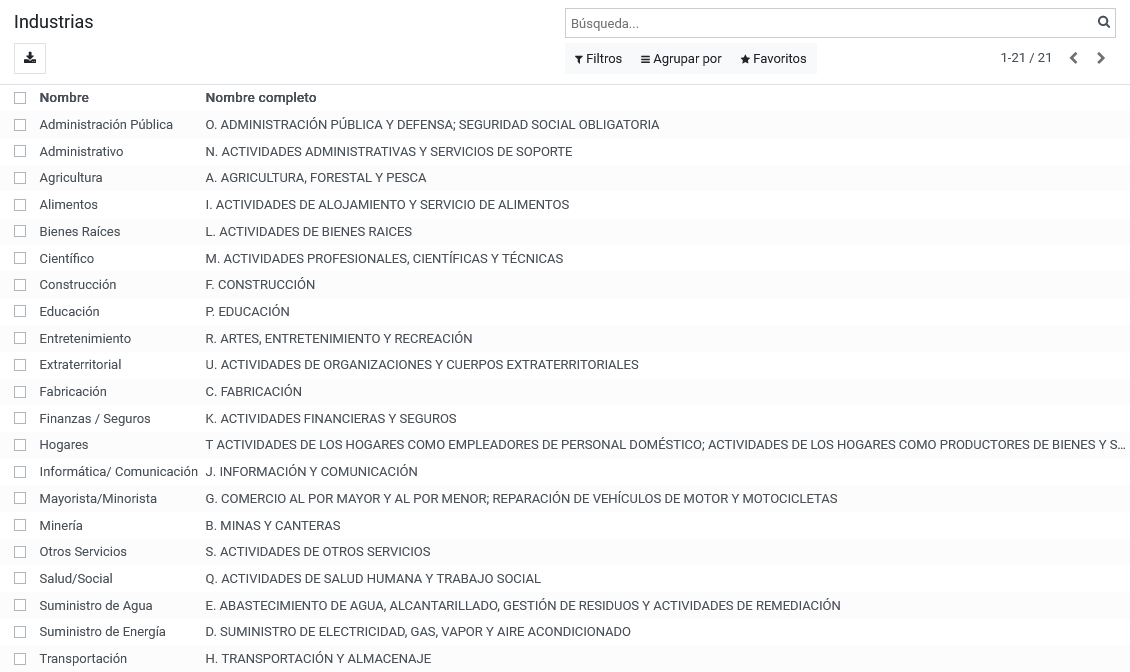 Industrias
Búsqueda...
Filtros Agrupar por Favoritos 1-21 / 21
Nombre Nombre completo
Administración Pública O. ADMINISTRACIÓN PÚBLICA Y DEFENSA; SEGURIDAD SOCIAL OBLIGATORIA
Administrativo N. ACTIVIDADES ADMINISTRATIVAS Y SERVICIOS DE SOPORTE
Agricultura A. AGRICULTURA, FORESTAL Y PESCA
Alimentos I. ACTIVIDADES DE ALOJAMIENTO Y SERVICIO DE ALIMENTOS
Bienes Raíces L. ACTIVIDADES DE BIENES RAICES
Científico M. ACTIVIDADES PROFESIONALES, CIENTÍFICAS Y TÉCNICAS
Construcción F. CONSTRUCCIÓN
Educación P. EDUCACIÓN
Entretenimiento R. ARTES, ENTRETENIMIENTO Y RECREACIÓN
Extraterritorial U. ACTIVIDADES DE ORGANIZACIONES Y CUERPOS EXTRATERRITORIALES
Fabricación C. FABRICACIÓN
Finanzas / Seguros K. ACTIVIDADES FINANCIERAS Y SEGUROS
Hogares T ACTIVIDADES DE LOS HOGARES COMO EMPLEADORES DE PERSONAL DOMÉSTICO; ACTIVIDADES DE LOS HOGARES COMO PRODUCTORES DE BIENES Y S...
Informática/ Comunicación J. INFORMACIÓN Y COMUNICACIÓN
Mayorista/Minorista G. COMERCIO AL POR MAYOR Y AL POR MENOR; REPARACIÓN DE VEHÍCULOS DE MOTOR Y MOTOCICLETAS
Minería B. MINAS Y CANTERAS
Otros Servicios S. ACTIVIDADES DE OTROS SERVICIOS
Salud/Social Q. ACTIVIDADES DE SALUD HUMANA Y TRABAJO SOCIAL
Suministro de Agua E. ABASTECIMIENTO DE AGUA, ALCANTARILLADO, GESTIÓN DE RESIDUOS Y ACTIVIDADES DE REMEDIACIÓN
Suministro de Energía D. SUMINISTRO DE ELECTRICIDAD, GAS, VAPOR Y AIRE ACONDICIONADO
Transportación H. TRANSPORTACIÓN Y ALMACENAJE